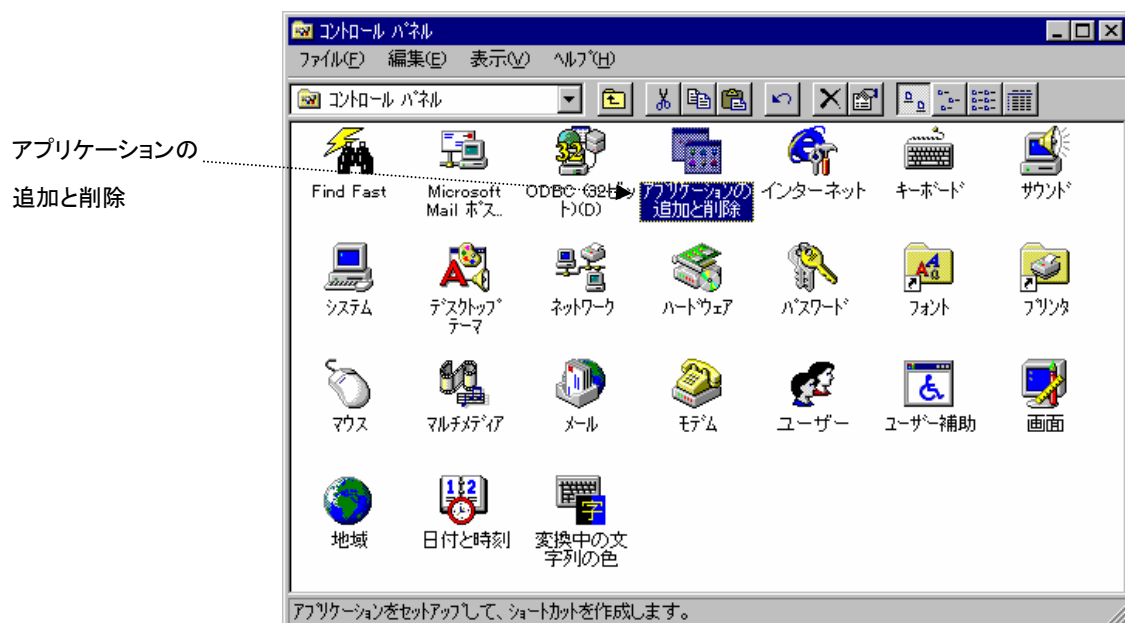 コントロール パネル
ファイル(F) 編集(E) 表示(V) ヘルプ(H)
コントロール パネル
アプリケーションの
追加と削除
Find Fast
Microsoft
Mail ポス..
ODBC (32ビッ
ト)(D)
アプリケーションの
追加と削除
インターネット
キーボード
サウンド
システム
デスクトップ
テーマ
ネットワーク
ハードウェア
パスワード
フォント
プリンタ
マウス
マルチメディア
メール
モデム
ユーザー
ユーザー補助
画面
地域
日付と時刻
変換中の文
字列の色
アプリケーションをセットアップして、ショートカットを作成します。